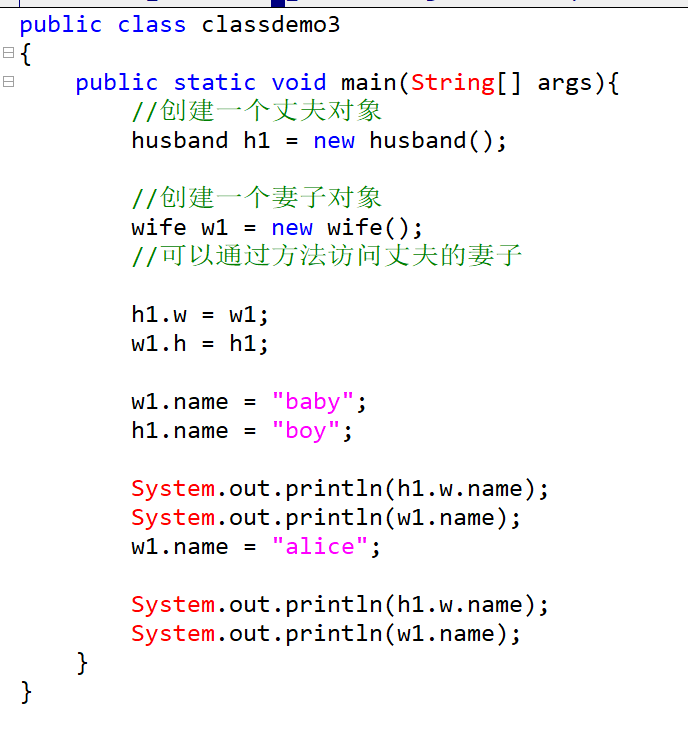 public class classdemo3
{
public static void main(String[] args){
//创建一个丈夫对象
husband h1 = new husband();
//创建一个妻子对象
wife w1 = new wife();
//可以通过方法访问丈夫的妻子
h1.w = w1;
w1.h = h1;
w1.name = "baby";
h1.name = "boy";
System.out.println(h1.w.name);
System.out.println(w1.name);
w1.name = "alice";
System.out.println(h1.w.name);
System.out.println(w1.name);
}
}